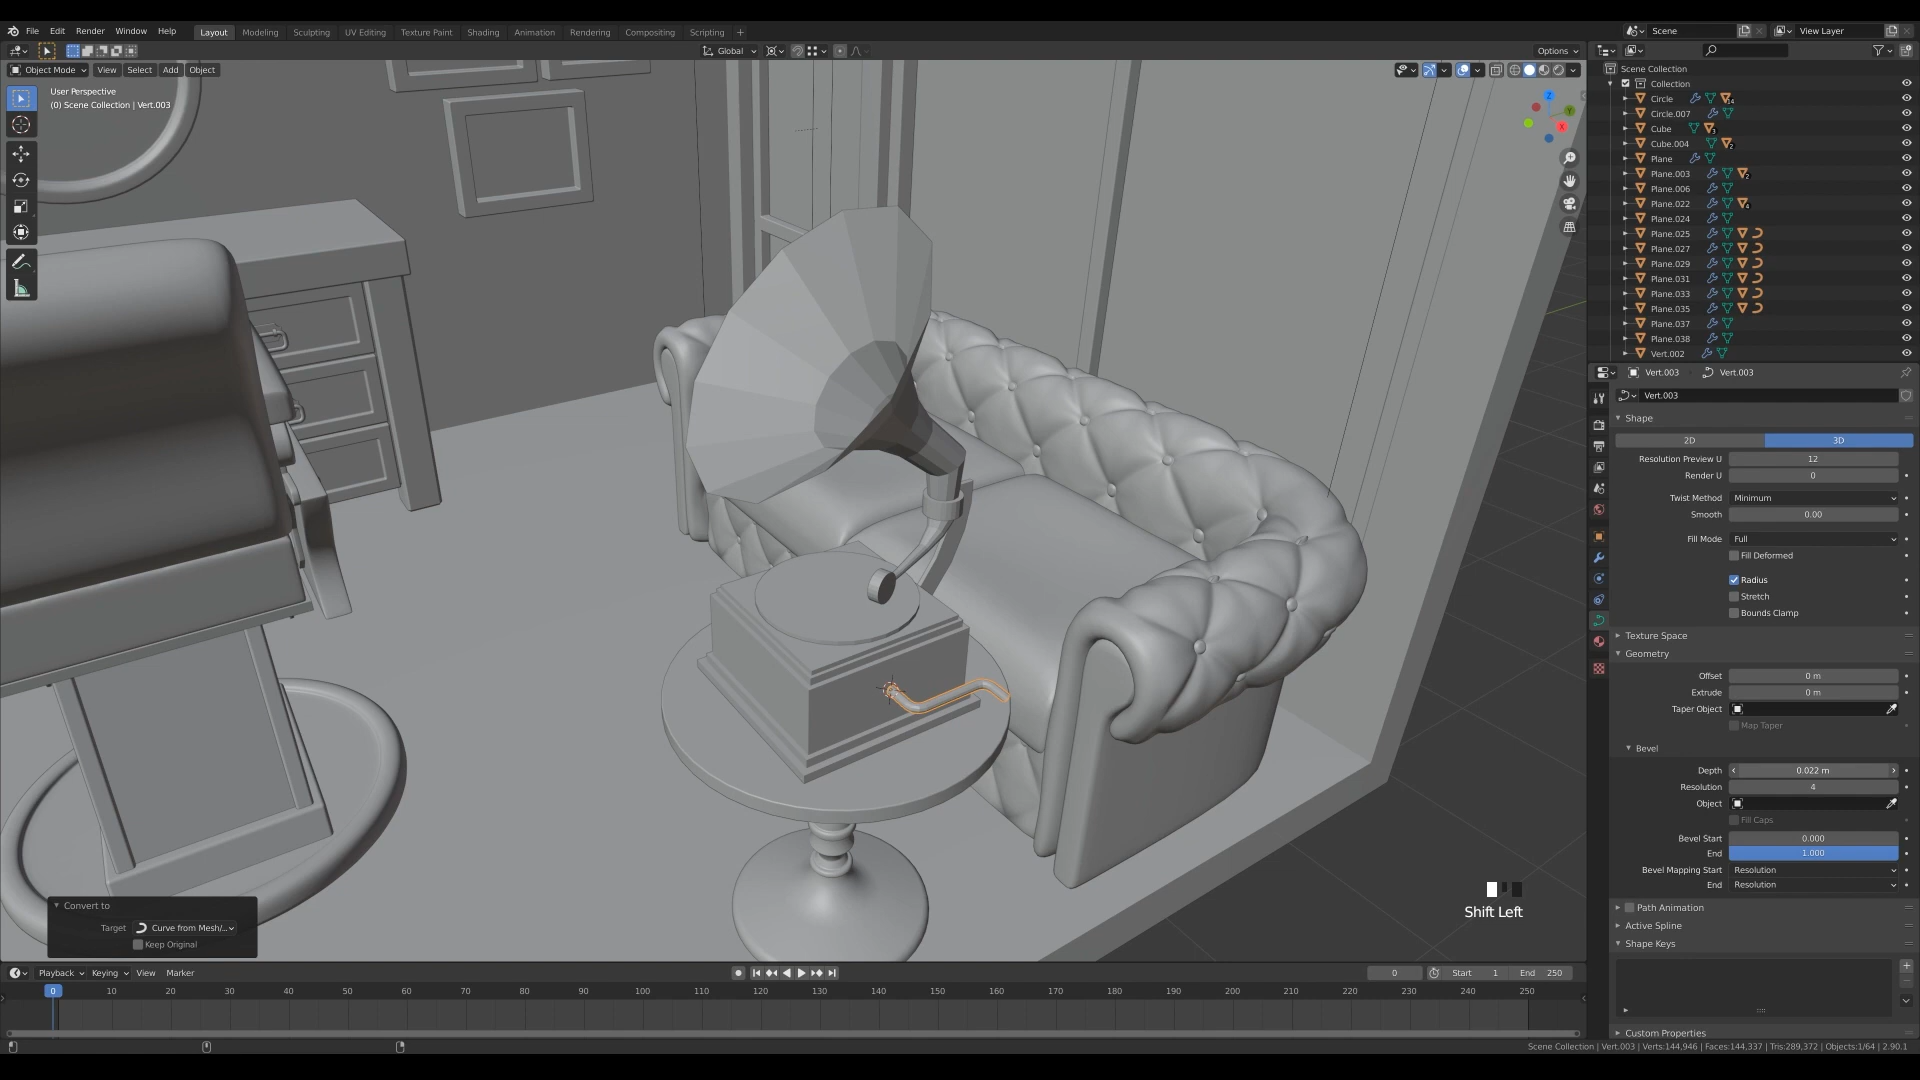 File Edit Render Window Help Layout Modeling Sculpting UV Editing Texture Paint Shading Animation Rendering Compositing Scripting + Scene View Layer
Global Options
Object Mode View Select Add Object
User Perspective
(0) Scene Collection | Vert.003
Scene Collection
Collection
Circle 14
Circle.007
Cube 3
Cube.004 2
Plane
Plane.003 2
Plane.006
Plane.022 4
Plane.024
Plane.025
Plane.027
Plane.029
Plane.031
Plane.033
Plane.035
Plane.037
Plane.038
Vert.002
Z
Y
X
Vert.003 Vert.003
Vert.003
Shape
2D 3D
Resolution Preview U 12
Render U 0
Twist Method Minimum
Smooth 0.00
Fill Mode Full
Fill Deformed
Radius
Stretch
Bounds Clamp
Texture Space
Geometry
Offset 0 m
Extrude 0 m
Taper Object
Map Taper
Bevel
Depth 0.022 m
Resolution 4
Object
Fill Caps
Bevel Start 0.000
End 1.000
Bevel Mapping Start Resolution
End Resolution
Path Animation
Active Spline
Shape Keys
Custom Properties
Shift Left
Convert to
Target Curve from Mesh/...
Keep Original
Playback Keying View Marker 0 Start 1 End 250
0 10 20 30 40 50 60 70 80 90 100 110 120 130 140 150 160 170 180 190 200 210 220 230 240 250
Scene Collection | Vert.003 | Verts:144,946 | Faces:144,337 | Tris:289,372 | Objects:1/64 | 2.90.1